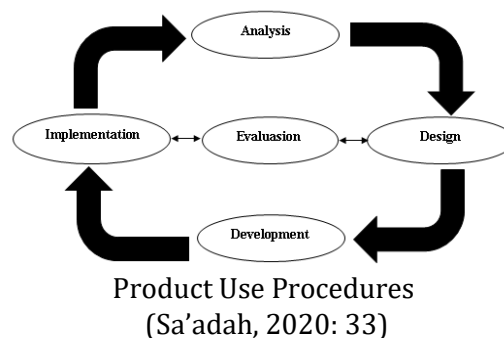 Analysis
Implementation
Evaluasion
Design
Development
Product Use Procedures
(Sa'adah, 2020: 33)